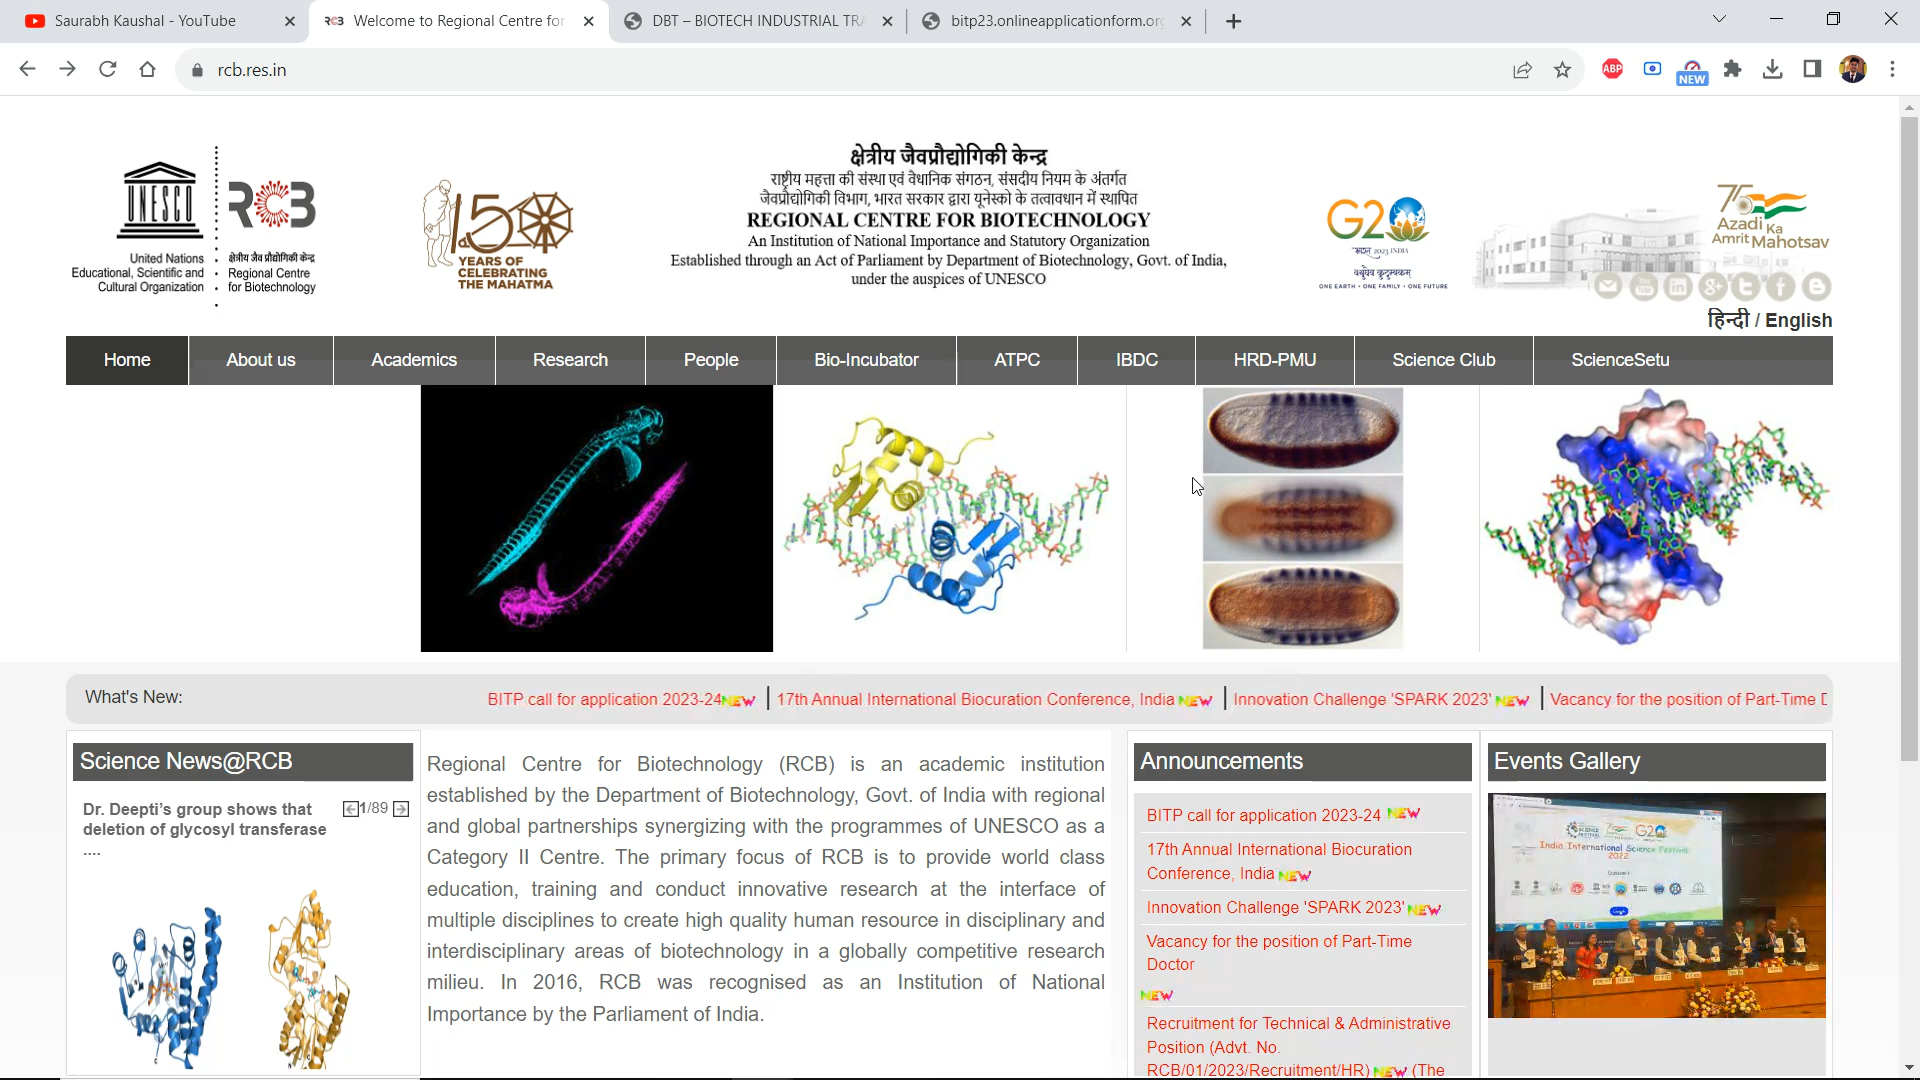 Saurabh Kaushal - YouTube
Welcome to Regional Centre for
DBT – BIOTECH INDUSTRIAL TRA
bitp23.onlineapplicationform.org
rcb.res.in
ABP
NEW
UNESCO
United Nations
Educational, Scientific and
Cultural Organization
RCB
क्षेत्रीय जैव प्रौद्योगिकी केन्द्र
Regional Centre
for Biotechnology
150
YEARS OF
CELEBRATING
THE MAHATMA
क्षेत्रीय जैवप्रौद्योगिकी केन्द्र
राष्ट्रीय महत्ता की संस्था एवं वैधानिक संगठन, संसदीय नियम के अंतर्गत
जैवप्रौद्योगिकी विभाग, भारत सरकार द्वारा यूनेस्को के तत्वावधान में स्थापित
REGIONAL CENTRE FOR BIOTECHNOLOGY
An Institution of National Importance and Statutory Organization
Established through an Act of Parliament by Department of Biotechnology, Govt. of India,
under the auspices of UNESCO
G20
भारत 2023 INDIA
वसुधैव कुटुम्बकम्
ONE EARTH • ONE FAMILY • ONE FUTURE
75
Azadi Ka
Amrit Mahotsav
हिन्दी / English
Home
About us
Academics
Research
People
Bio-Incubator
ATPC
IBDC
HRD-PMU
Science Club
ScienceSetu
What's New:
BITP call for application 2023-24 NEW | 17th Annual International Biocuration Conference, India NEW | Innovation Challenge 'SPARK 2023' NEW | Vacancy for the position of Part-Time D
Science News@RCB
Dr. Deepti's group shows that
deletion of glycosyl transferase
....
1/89
Regional Centre for Biotechnology (RCB) is an academic institution
established by the Department of Biotechnology, Govt. of India with regional
and global partnerships synergizing with the programmes of UNESCO as a
Category II Centre. The primary focus of RCB is to provide world class
education, training and conduct innovative research at the interface of
multiple disciplines to create high quality human resource in disciplinary and
interdisciplinary areas of biotechnology in a globally competitive research
milieu. In 2016, RCB was recognised as an Institution of National
Importance by the Parliament of India.
Announcements
BITP call for application 2023-24 NEW
17th Annual International Biocuration
Conference, India NEW
Innovation Challenge 'SPARK 2023' NEW
Vacancy for the position of Part-Time
Doctor
NEW
Recruitment for Technical & Administrative
Position (Advt. No.
RCB/01/2023/Recruitment/HR) NEW (The
Events Gallery
G20
India International Science Festival
2022